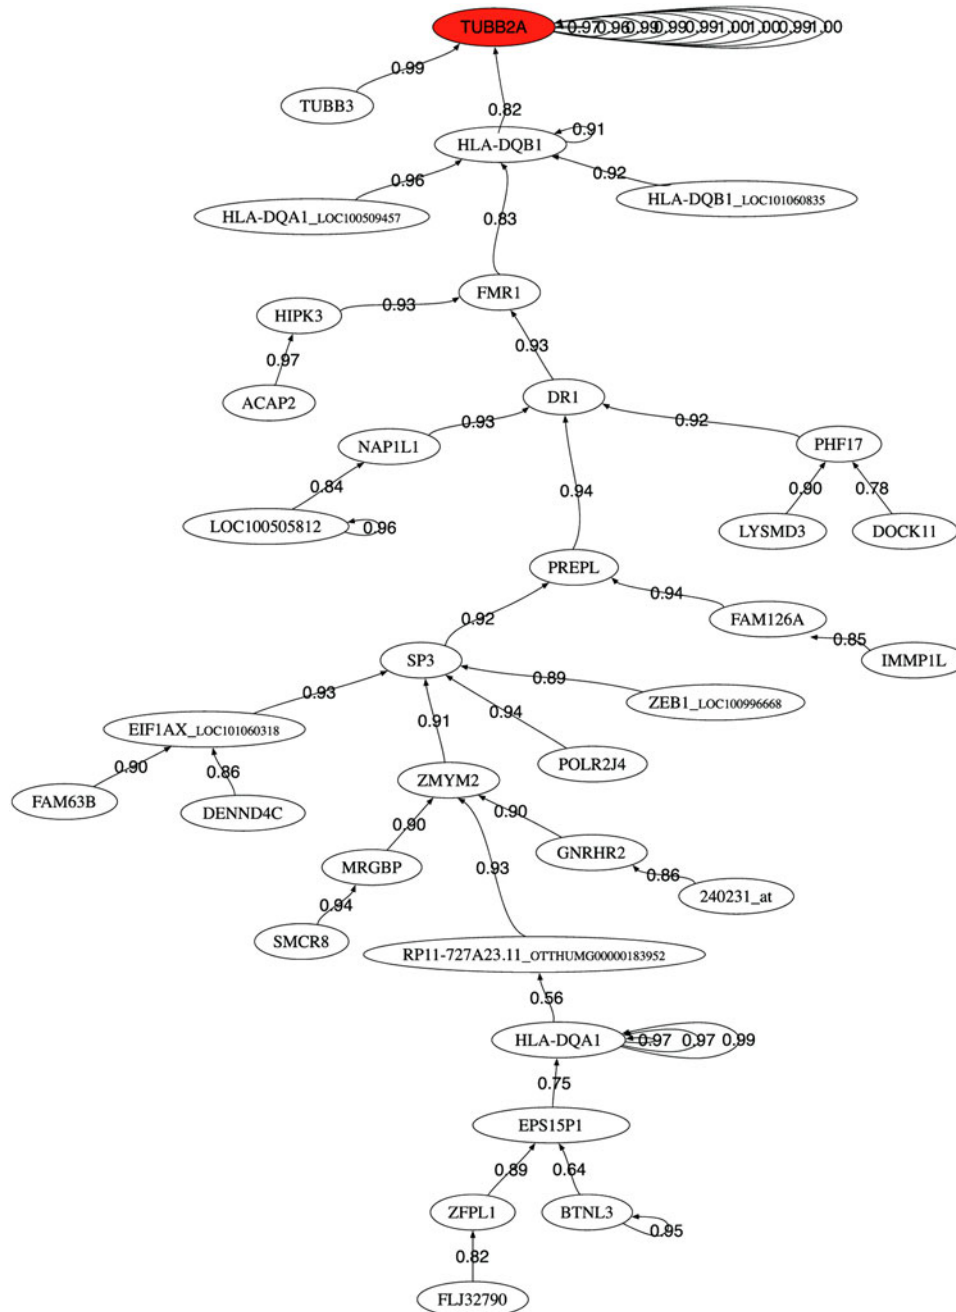 TUBB2A
0.97 0.96 0.99 0.99 0.99 1.00 1.00 0.99 1.00
0.99
TUBB3
0.82
0.91
HLA-DQB1
0.96
0.92
HLA-DQA1_LOC100509457
HLA-DQB1_LOC101060835
0.83
FMR1
HIPK3
0.93
0.93
0.97
ACAP2
DR1
0.93
0.92
NAP1L1
PHF17
0.84
0.94
0.90
0.78
LOC100505812
0.96
LYSMD3
DOCK11
PREPL
0.94
0.92
FAM126A
0.85
SP3
IMMP1L
0.89
0.93
ZEB1_LOC100996668
0.91
0.94
EIF1AX_LOC101060318
0.90
0.86
POLR2J4
ZMYM2
FAM63B
DENND4C
0.90
0.90
GNRHR2
MRGBP
0.93
0.86
240231_at
0.94
SMCR8
RP11-727A23.11_OTTHUMG00000183952
0.56
HLA-DQA1
0.97 0.97 0.99
0.75
EPS15P1
0.89
0.64
ZFPL1
BTNL3
0.95
0.82
FLJ32790